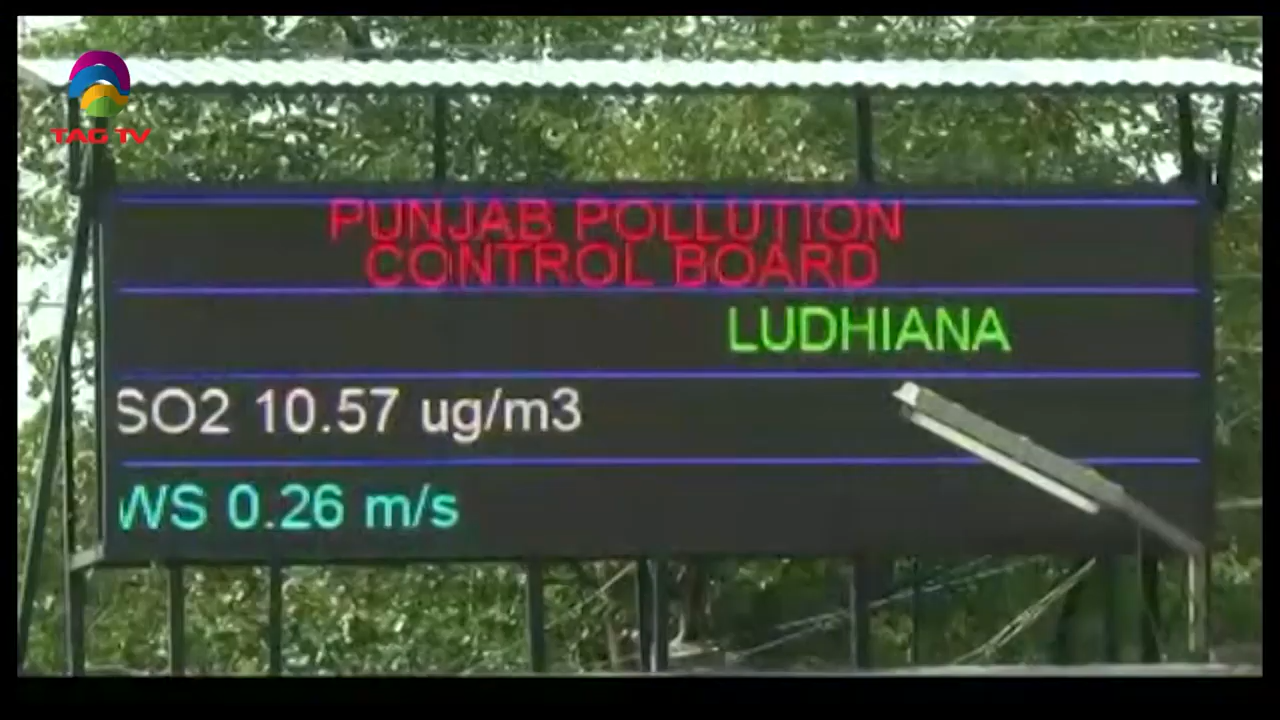 TAG TV
PUNJAB POLLUTION
CONTROL BOARD
LUDHIANA
SO2 10.57 ug/m3
WS 0.26 m/s